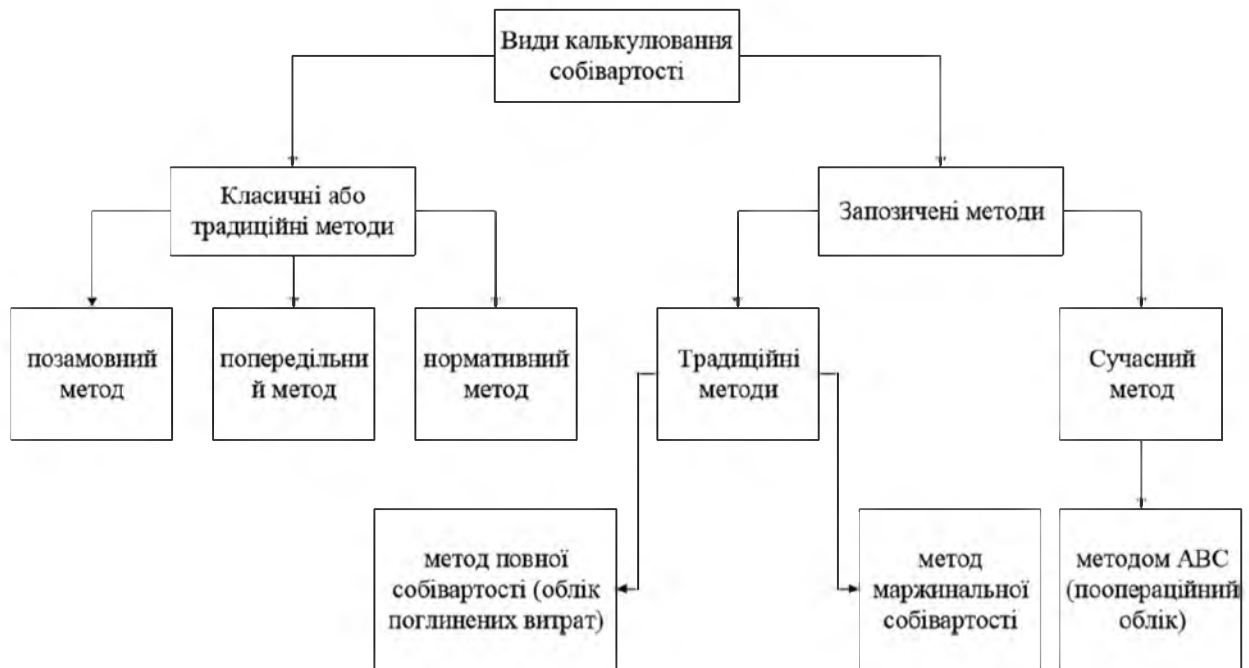 Види калькулювання
собівартості
Класичні або
традиційні методи
Запозичені методи
позамовний
метод
попередільни
й метод
нормативний
метод
Традиційні
методи
Сучасний
метод
метод повної
собівартості (облік
поглинених витрат)
метод
маржинальної
собівартості
методом АВС
(поопераційний
облік)